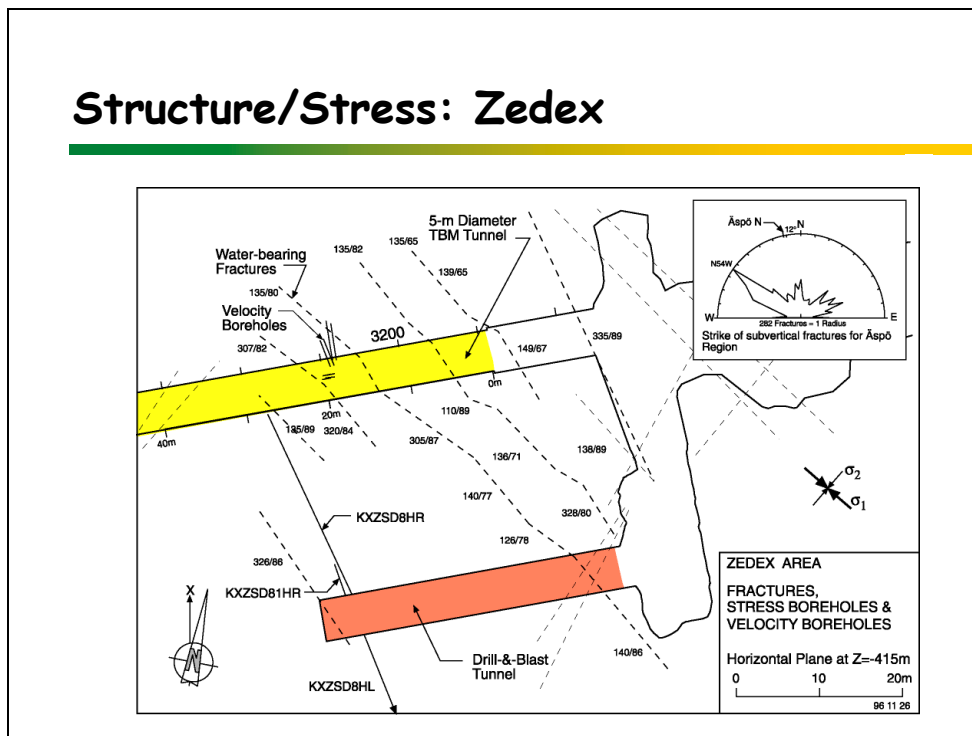 Structure/Stress: Zedex
5-m Diameter
TBM Tunnel
Äspö N
12°
N
N54W
W
E
282 Fractures = 1 Radius
Strike of subvertical fractures for Äspö
Region
135/82
135/65
139/65
Water-bearing
Fractures
135/80
Velocity
Boreholes
307/82
3200
335/89
149/67
0m
20m
40m
135/89
320/84
110/89
305/87
136/71
138/89
140/77
328/80
126/78
σ2
σ1
KXZSD8HR
326/86
KXZSD81HR
X
N
Drill-&-Blast
Tunnel
KXZSD8HL
140/86
ZEDEX AREA
FRACTURES,
STRESS BOREHOLES &
VELOCITY BOREHOLES
Horizontal Plane at Z=-415m
0 10 20m
96 11 26